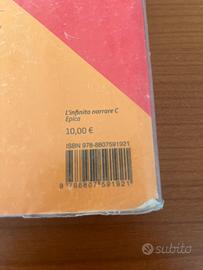 L'infinito narrare C
Epica
10,00 €
ISBN 978-8807591921
9 788807 591921
subito